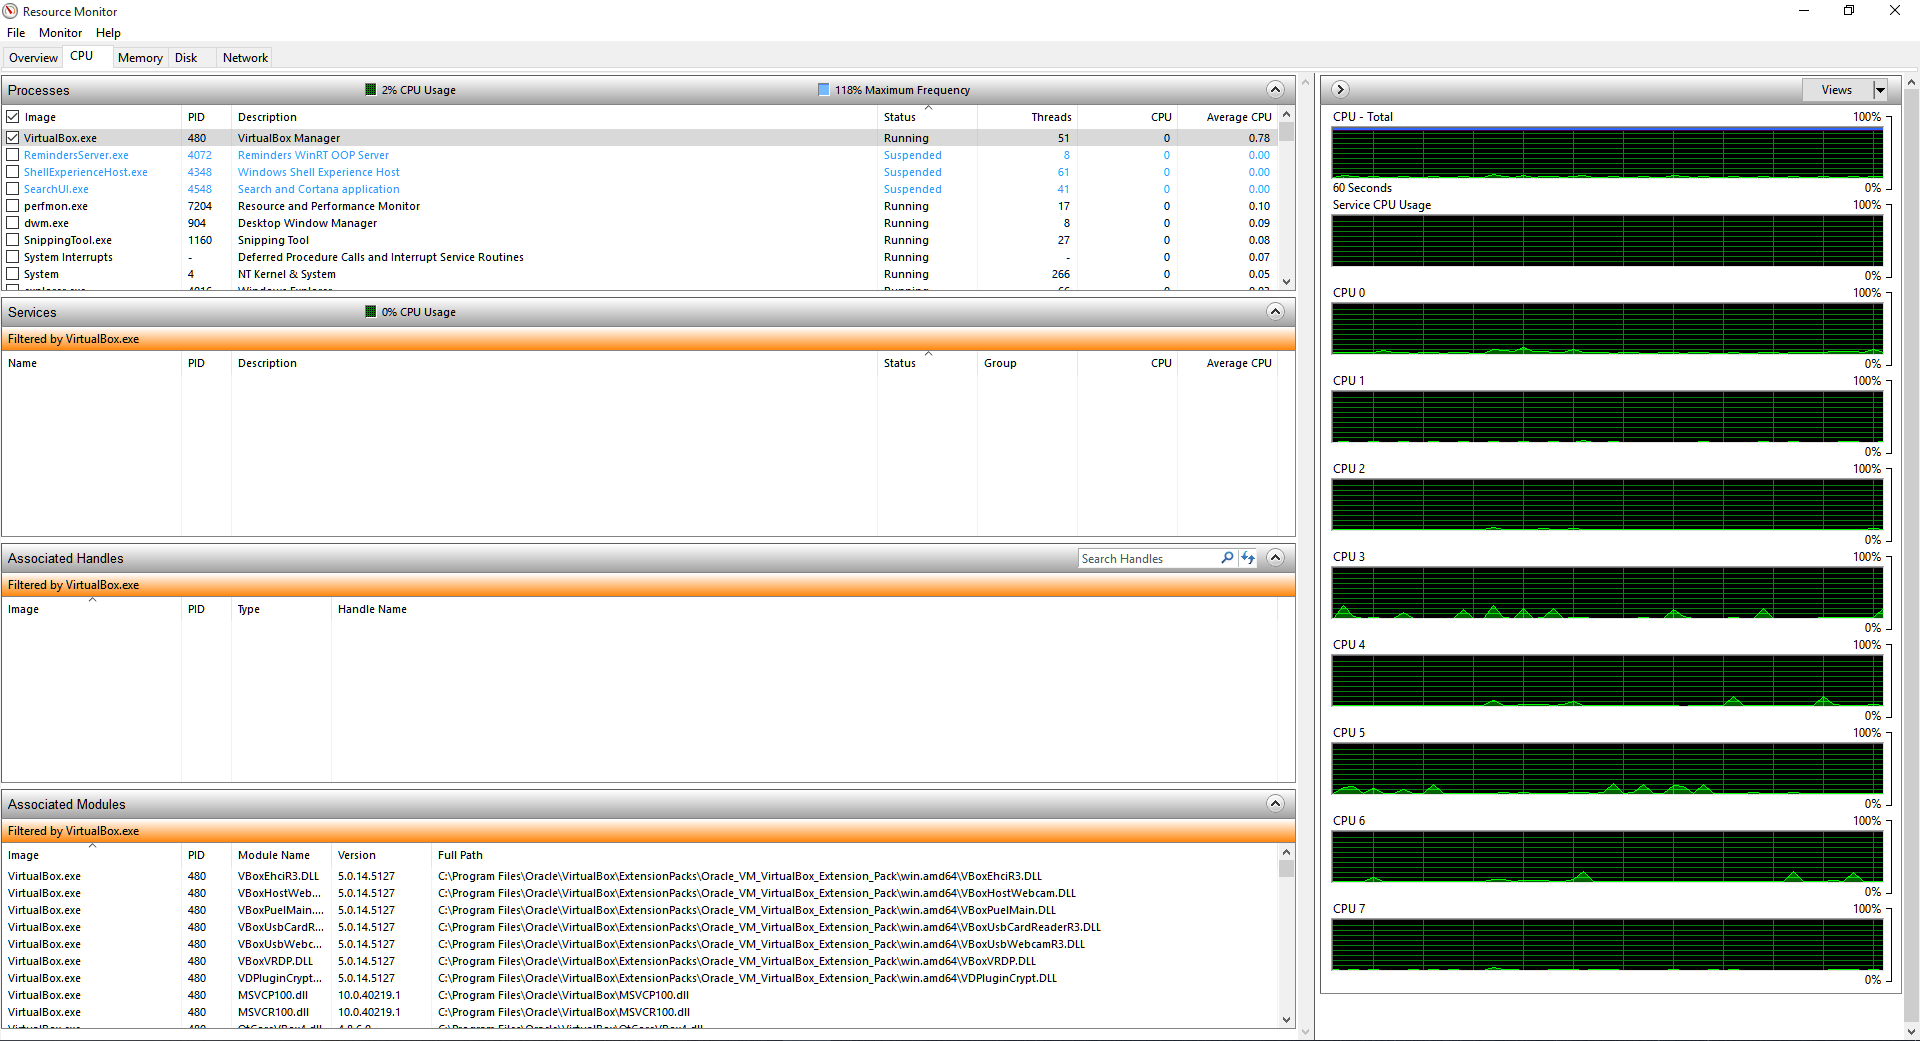 Resource Monitor
File Monitor Help
Overview CPU Memory Disk Network
Processes 2% CPU Usage 118% Maximum Frequency
Image PID Description Status Threads CPU Average CPU
VirtualBox.exe 480 VirtualBox Manager Running 51 0 0.78
RemindersServer.exe 4072 Reminders WinRT OOP Server Suspended 8 0 0.00
ShellExperienceHost.exe 4348 Windows Shell Experience Host Suspended 61 0 0.00
SearchUI.exe 4548 Search and Cortana application Suspended 41 0 0.00
perfmon.exe 7204 Resource and Performance Monitor Running 17 0 0.10
dwm.exe 904 Desktop Window Manager Running 8 0 0.09
SnippingTool.exe 1160 Snipping Tool Running 27 0 0.08
System Interrupts - Deferred Procedure Calls and Interrupt Service Routines Running - 0 0.07
System 4 NT Kernel & System Running 266 0 0.05
Services 0% CPU Usage
Filtered by VirtualBox.exe
Name PID Description Status Group CPU Average CPU
Associated Handles Search Handles
Filtered by VirtualBox.exe
Image PID Type Handle Name
Associated Modules
Filtered by VirtualBox.exe
Image PID Module Name Version Full Path
VirtualBox.exe 480 VBoxEhciR3.DLL 5.0.14.5127 C:\Program Files\Oracle\VirtualBox\ExtensionPacks\Oracle_VM_VirtualBox_Extension_Pack\win.amd64\VBoxEhciR3.DLL
VirtualBox.exe 480 VBoxHostWeb... 5.0.14.5127 C:\Program Files\Oracle\VirtualBox\ExtensionPacks\Oracle_VM_VirtualBox_Extension_Pack\win.amd64\VBoxHostWebcam.DLL
VirtualBox.exe 480 VBoxPuelMain.... 5.0.14.5127 C:\Program Files\Oracle\VirtualBox\ExtensionPacks\Oracle_VM_VirtualBox_Extension_Pack\win.amd64\VBoxPuelMain.DLL
VirtualBox.exe 480 VBoxUsbCardR... 5.0.14.5127 C:\Program Files\Oracle\VirtualBox\ExtensionPacks\Oracle_VM_VirtualBox_Extension_Pack\win.amd64\VBoxUsbCardReaderR3.DLL
VirtualBox.exe 480 VBoxUsbWebc... 5.0.14.5127 C:\Program Files\Oracle\VirtualBox\ExtensionPacks\Oracle_VM_VirtualBox_Extension_Pack\win.amd64\VBoxUsbWebcamR3.DLL
VirtualBox.exe 480 VBoxVRDP.DLL 5.0.14.5127 C:\Program Files\Oracle\VirtualBox\ExtensionPacks\Oracle_VM_VirtualBox_Extension_Pack\win.amd64\VBoxVRDP.DLL
VirtualBox.exe 480 VDPluginCrypt... 5.0.14.5127 C:\Program Files\Oracle\VirtualBox\ExtensionPacks\Oracle_VM_VirtualBox_Extension_Pack\win.amd64\VDPluginCrypt.DLL
VirtualBox.exe 480 MSVCP100.dll 10.0.40219.1 C:\Program Files\Oracle\VirtualBox\MSVCP100.dll
VirtualBox.exe 480 MSVCR100.dll 10.0.40219.1 C:\Program Files\Oracle\VirtualBox\MSVCR100.dll
Views
CPU - Total 100%
60 Seconds 0%
Service CPU Usage 100%
0%
CPU 0 100%
0%
CPU 1 100%
0%
CPU 2 100%
0%
CPU 3 100%
0%
CPU 4 100%
0%
CPU 5 100%
0%
CPU 6 100%
0%
CPU 7 100%
0%